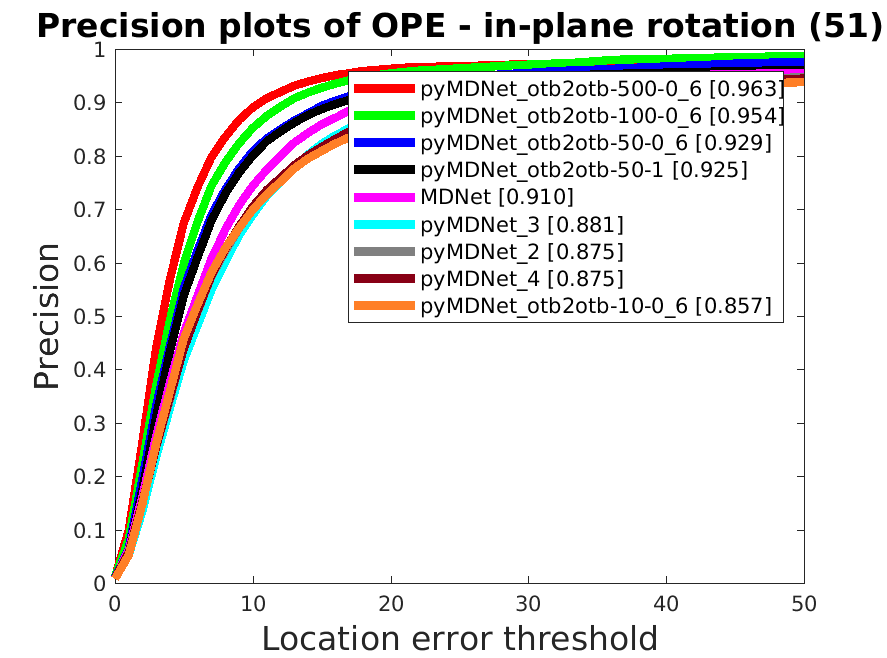 Precision plots of OPE - in-plane rotation (51)
1
0.9
0.8
0.7
0.6
0.5
0.4
0.3
0.2
0.1
0
Precision
pyMDNet_otb2otb-500-0_6 [0.963]
pyMDNet_otb2otb-100-0_6 [0.954]
pyMDNet_otb2otb-50-0_6 [0.929]
pyMDNet_otb2otb-50-1 [0.925]
MDNet [0.910]
pyMDNet_3 [0.881]
pyMDNet_2 [0.875]
pyMDNet_4 [0.875]
pyMDNet_otb2otb-10-0_6 [0.857]
0 10 20 30 40 50
Location error threshold